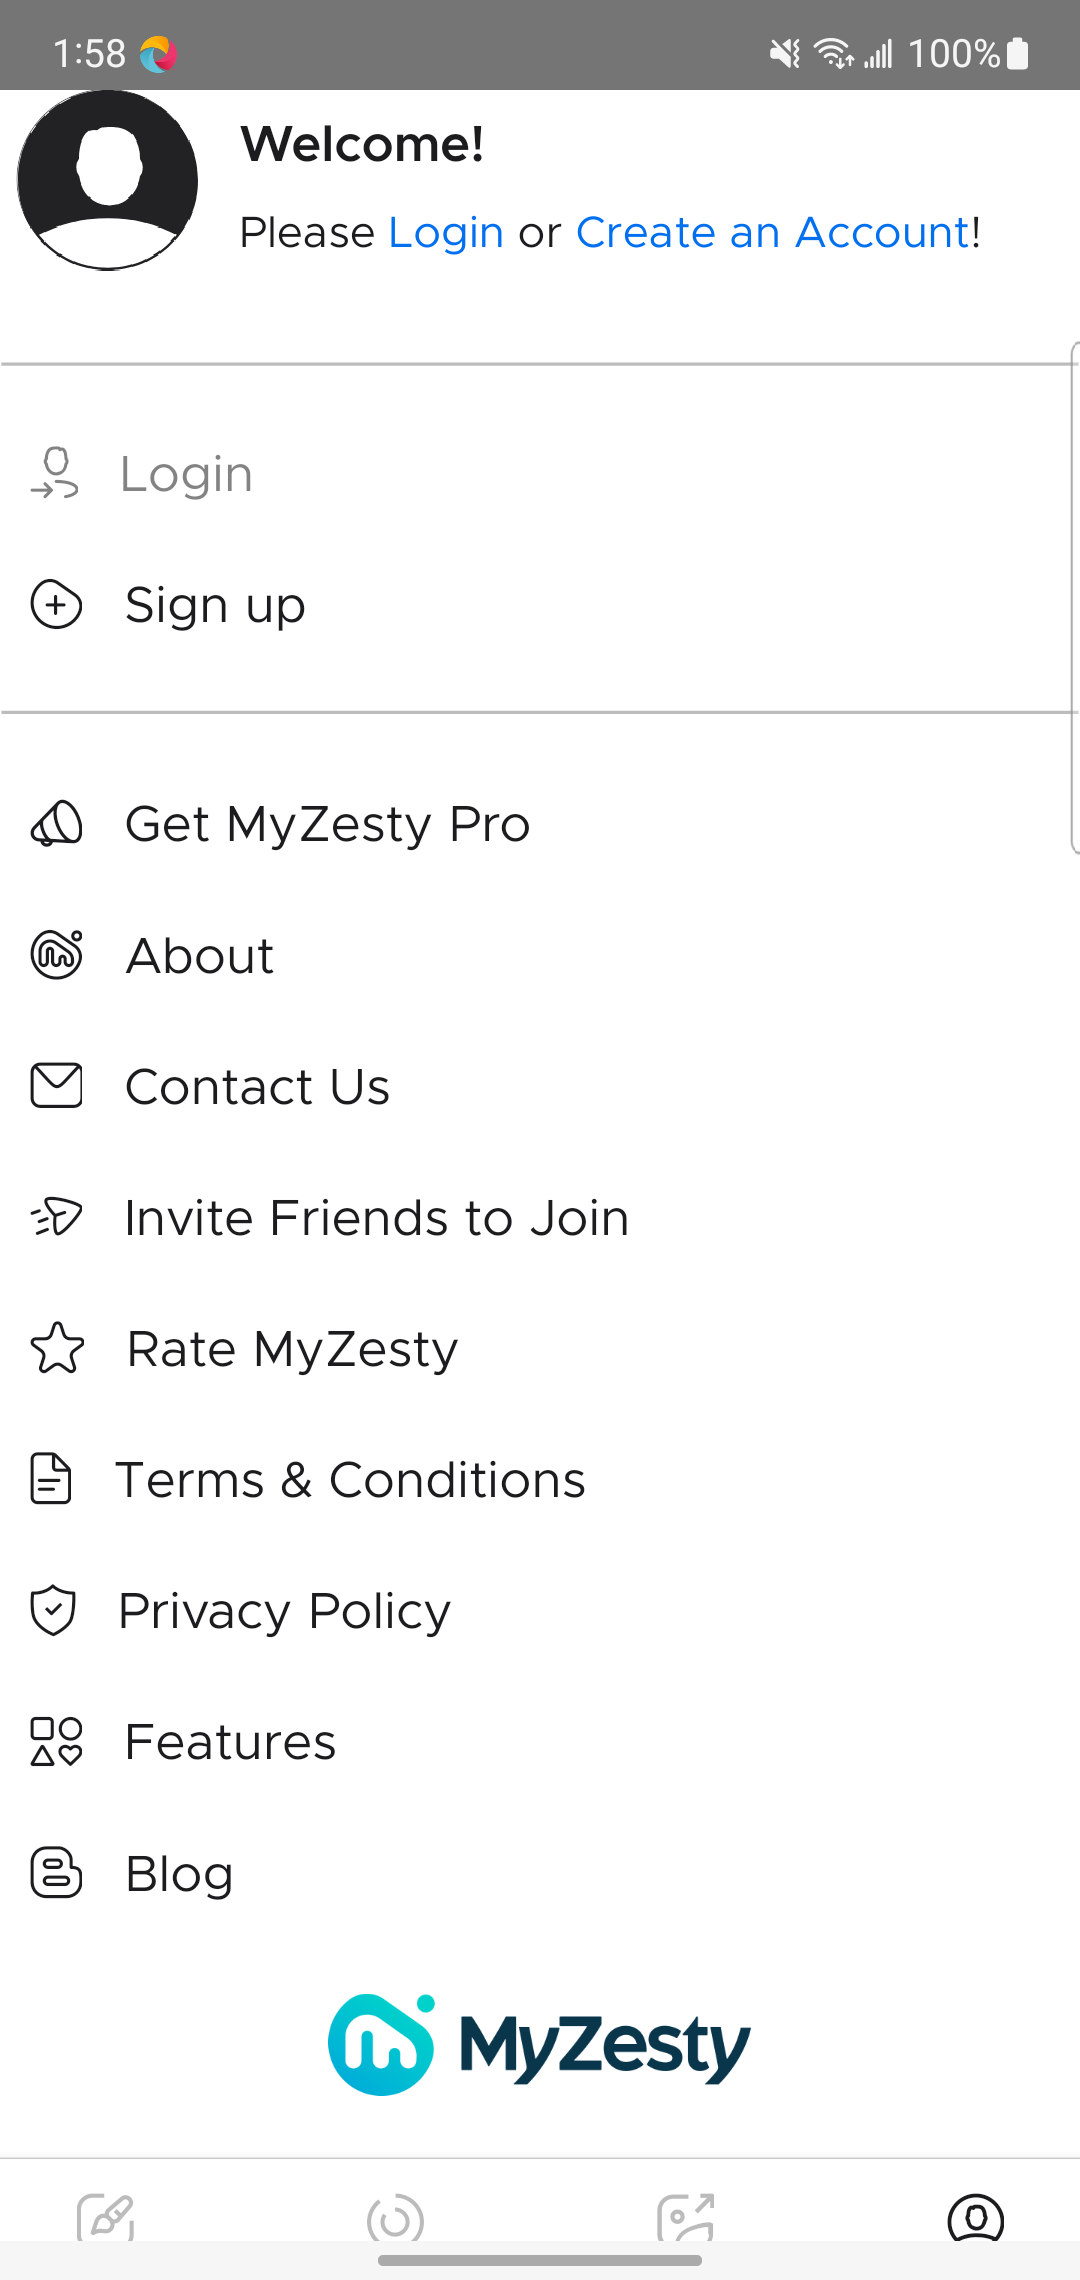 1:58 100%
Welcome!
Please Login or Create an Account!
Login
Sign up
Get MyZesty Pro
About
Contact Us
Invite Friends to Join
Rate MyZesty
Terms & Conditions
Privacy Policy
Features
Blog
MyZesty